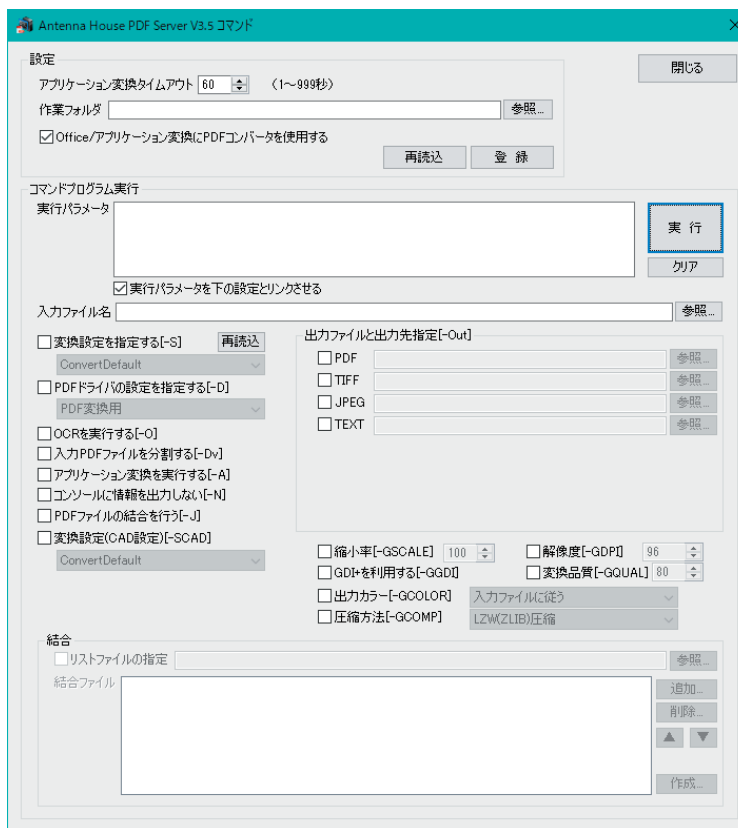 Antenna House PDF Server V3.5 コマンド
設定
閉じる
アプリケーション変換タイムアウト 60 (1～999秒)
作業フォルダ 参照...
Office/アプリケーション変換にPDFコンバータを使用する
再読込 登 録
コマンドプログラム実行
実行パラメータ
実 行
クリア
実行パラメータを下の設定とリンクさせる
入力ファイル名 参照...
変換設定を指定する[-S] 再読込
ConvertDefault
PDFドライバの設定を指定する[-D]
PDF変換用
OCRを実行する[-O]
入力PDFファイルを分割する[-Dv]
アプリケーション変換を実行する[-A]
コンソールに情報を出力しない[-N]
PDFファイルの結合を行う[-J]
変換設定(CAD設定)[-SCAD]
ConvertDefault
出力ファイルと出力先指定[-Out]
PDF 参照...
TIFF 参照...
JPEG 参照...
TEXT 参照...
縮小率[-GSCALE] 100 解像度[-GDPI] 96
GDI+を利用する[-GGDI] 変換品質[-GQUAL] 80
出力カラー[-GCOLOR] 入力ファイルに従う
圧縮方法[-GCOMP] LZW(ZLIB)圧縮
結合
リストファイルの指定 参照...
結合ファイル
追加...
削除...
▲ ▼
作成...